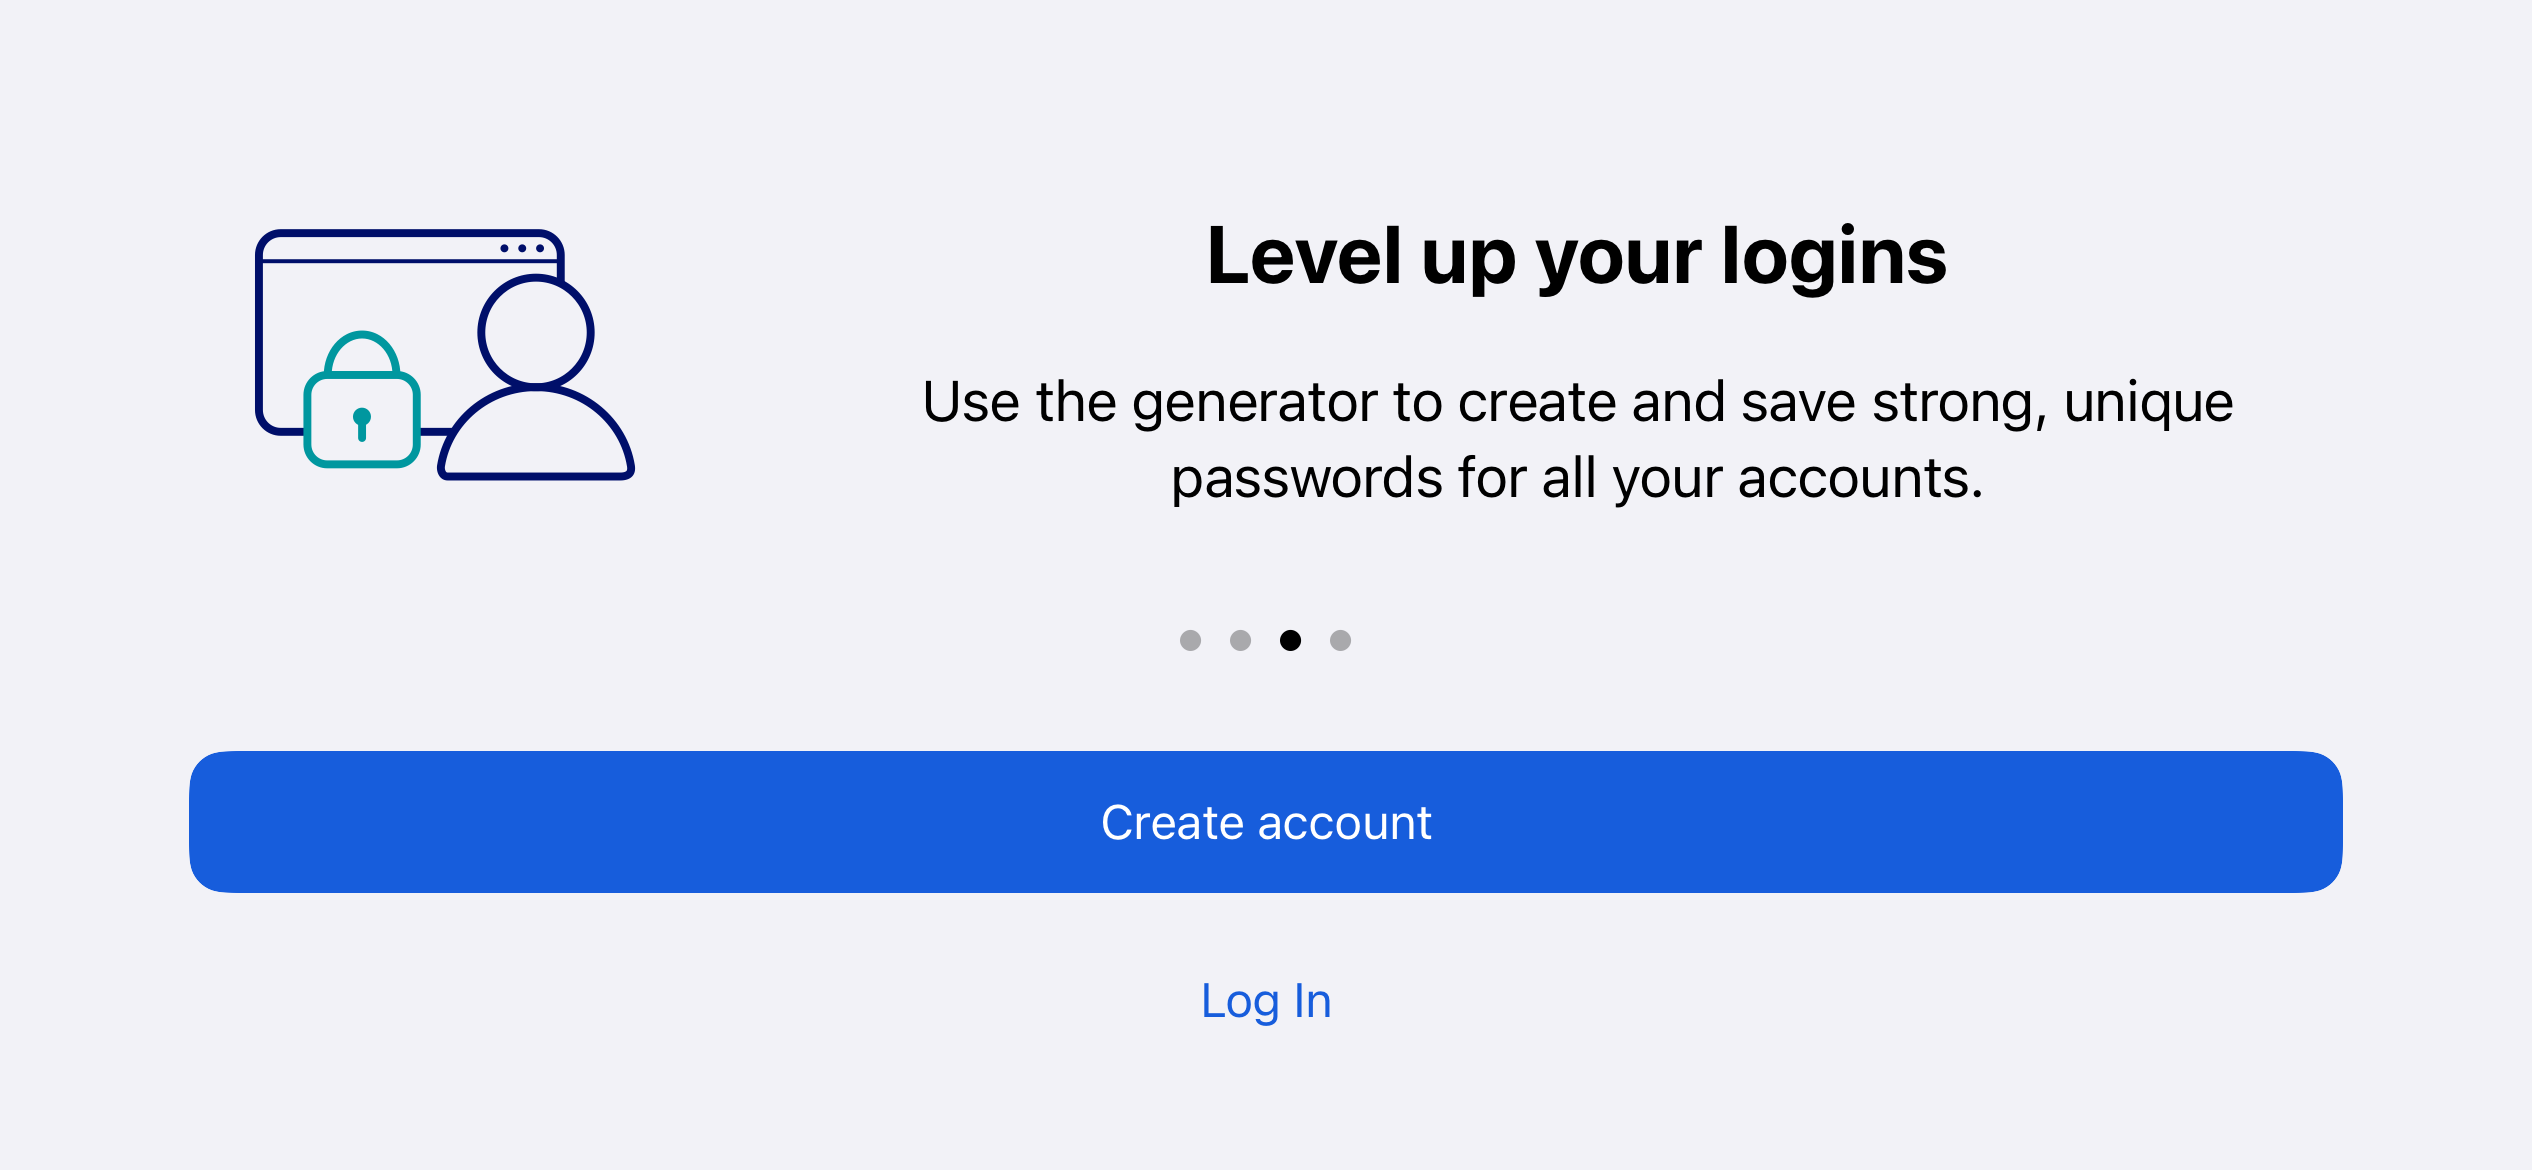 Level up your logins
Use the generator to create and save strong, unique
passwords for all your accounts.
Create account
Log In